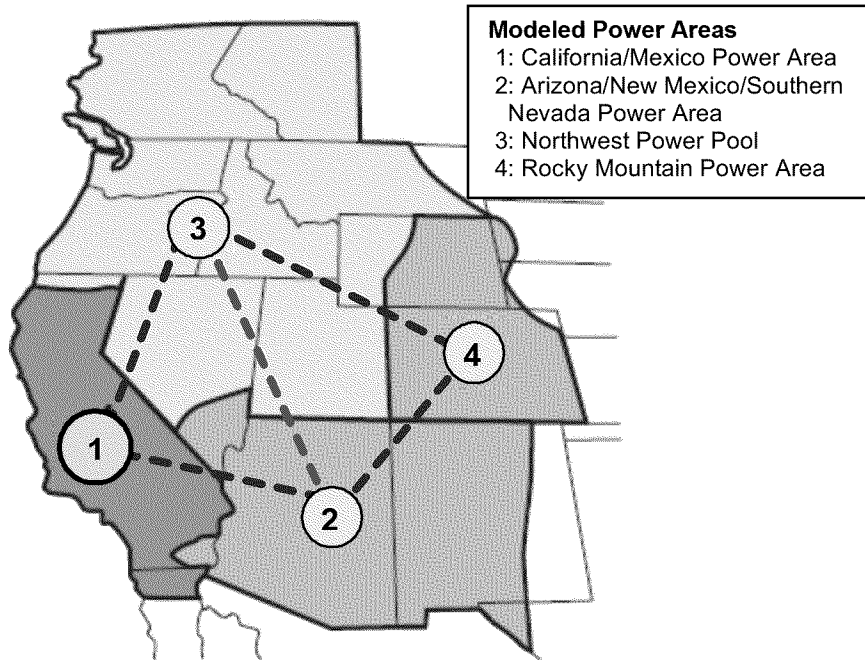 Modeled Power Areas
1: California/Mexico Power Area
2: Arizona/New Mexico/Southern
Nevada Power Area
3: Northwest Power Pool
4: Rocky Mountain Power Area
3
4
1
2